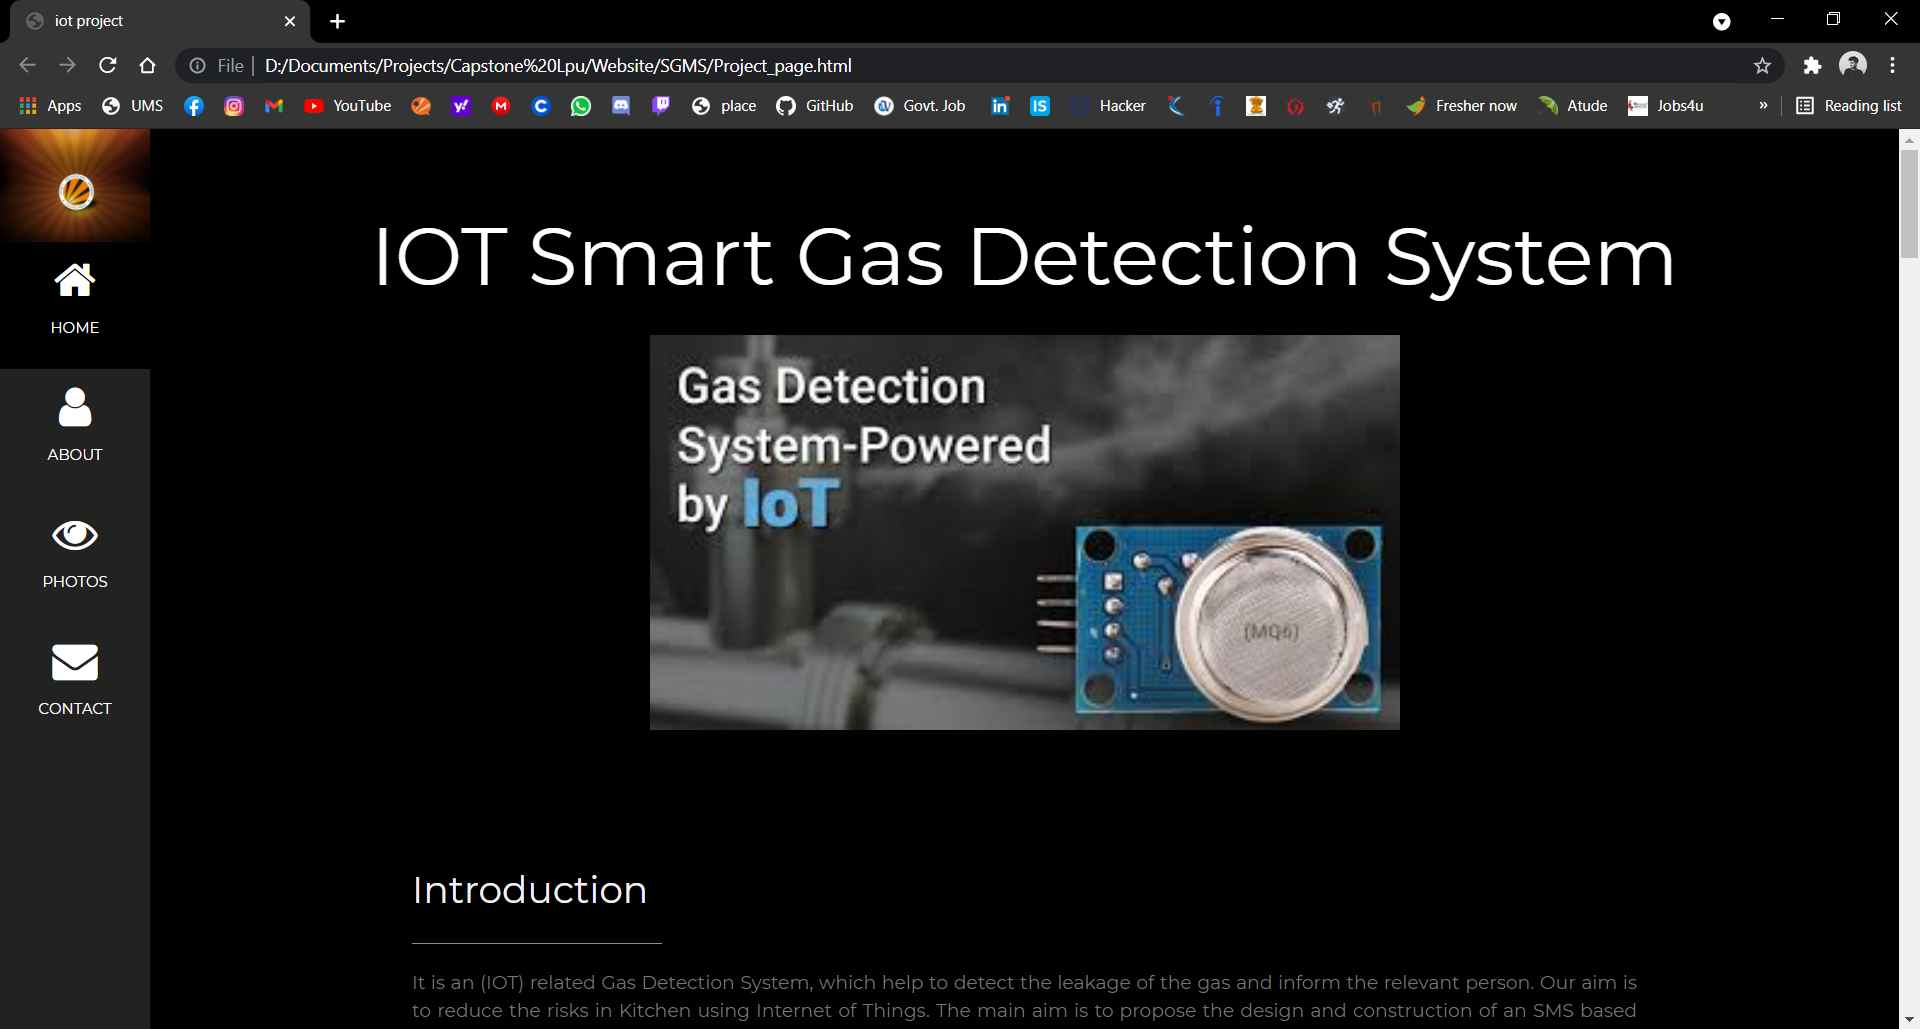 iot project
File D:/Documents/Projects/Capstone%20Lpu/Website/SGMS/Project_page.html
Apps UMS YouTube place GitHub Govt. Job Hacker Fresher now Atude Jobs4u » Reading list
HOME
ABOUT
PHOTOS
CONTACT
IOT Smart Gas Detection System
Gas Detection
System-Powered
by IoT
(MQ6)
Introduction
It is an (IOT) related Gas Detection System, which help to detect the leakage of the gas and inform the relevant person. Our aim is
to reduce the risks in Kitchen using Internet of Things. The main aim is to propose the design and construction of an SMS based